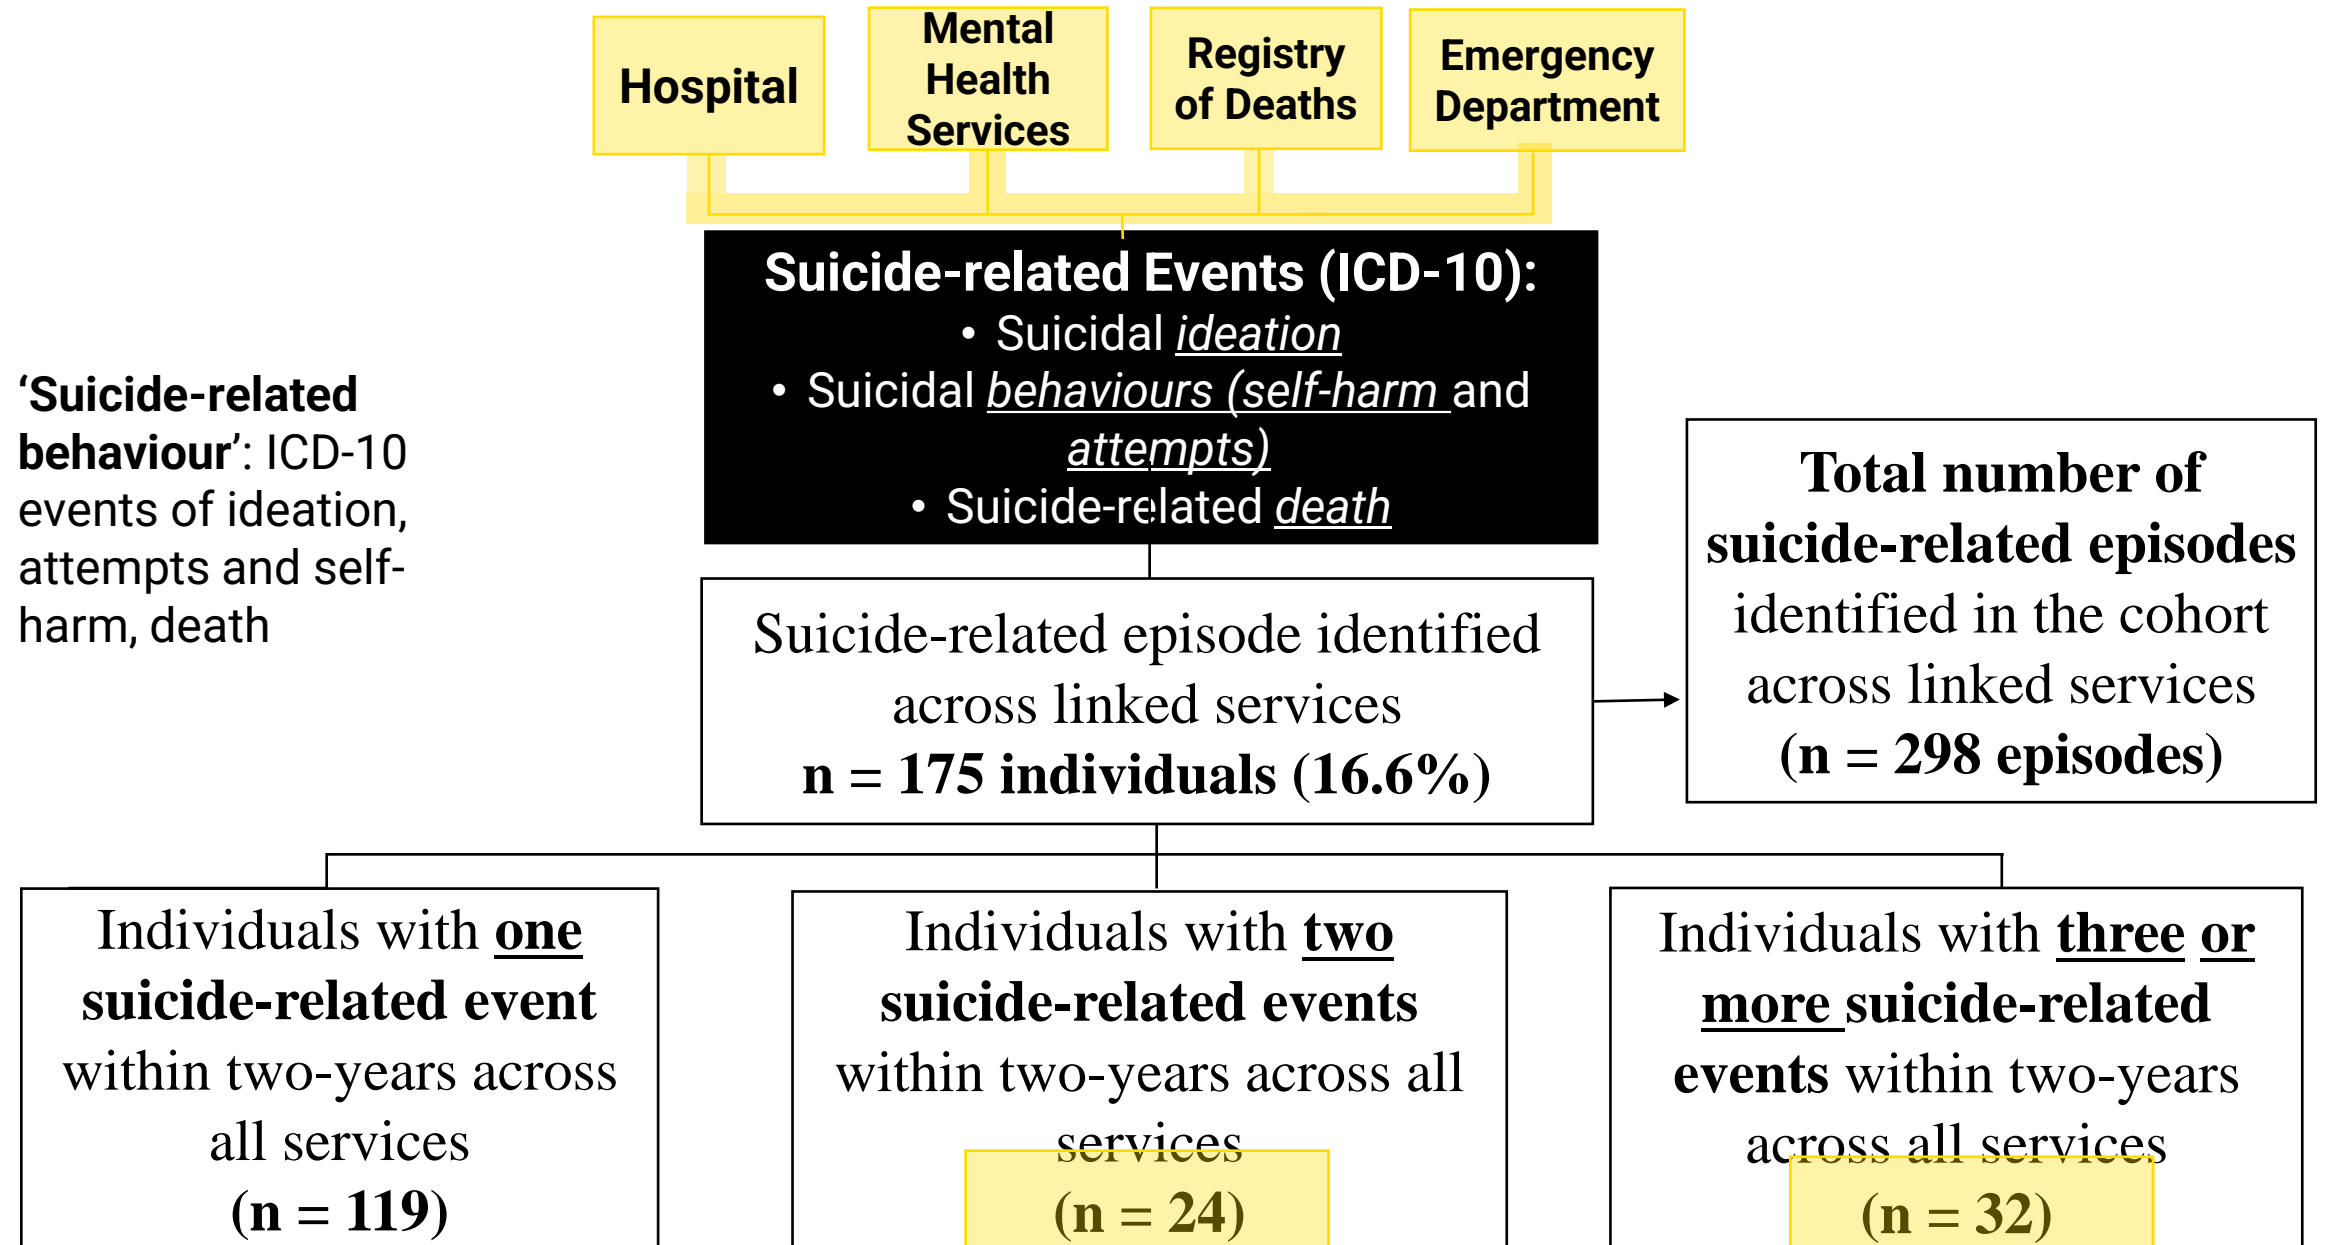 Hospital
Mental
Health
Services
Registry
of Deaths
Emergency
Department
Suicide-related Events (ICD-10):
• Suicidal ideation
• Suicidal behaviours (self-harm and
attempts)
• Suicide-related death
‘Suicide-related
behaviour’: ICD-10
events of ideation,
attempts and self-
harm, death
Suicide-related episode identified
across linked services
n = 175 individuals (16.6%)
Total number of
suicide-related episodes
identified in the cohort
across linked services
(n = 298 episodes)
Individuals with one
suicide-related event
within two-years across
all services
(n = 119)
Individuals with two
suicide-related events
within two-years across all
services
(n = 24)
Individuals with three or
more suicide-related
events within two-years
across all services
(n = 32)